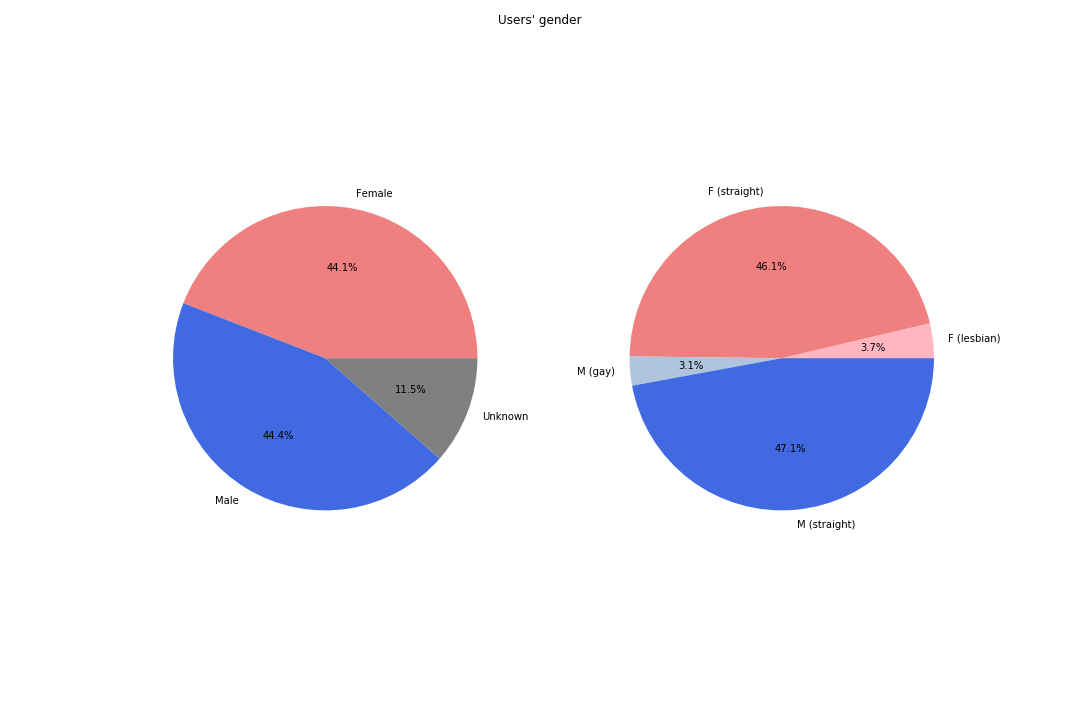 Users' gender
Female
44.1%
44.4%
Male
11.5%
Unknown
F (straight)
46.1%
F (lesbian)
3.7%
M (gay)
3.1%
47.1%
M (straight)